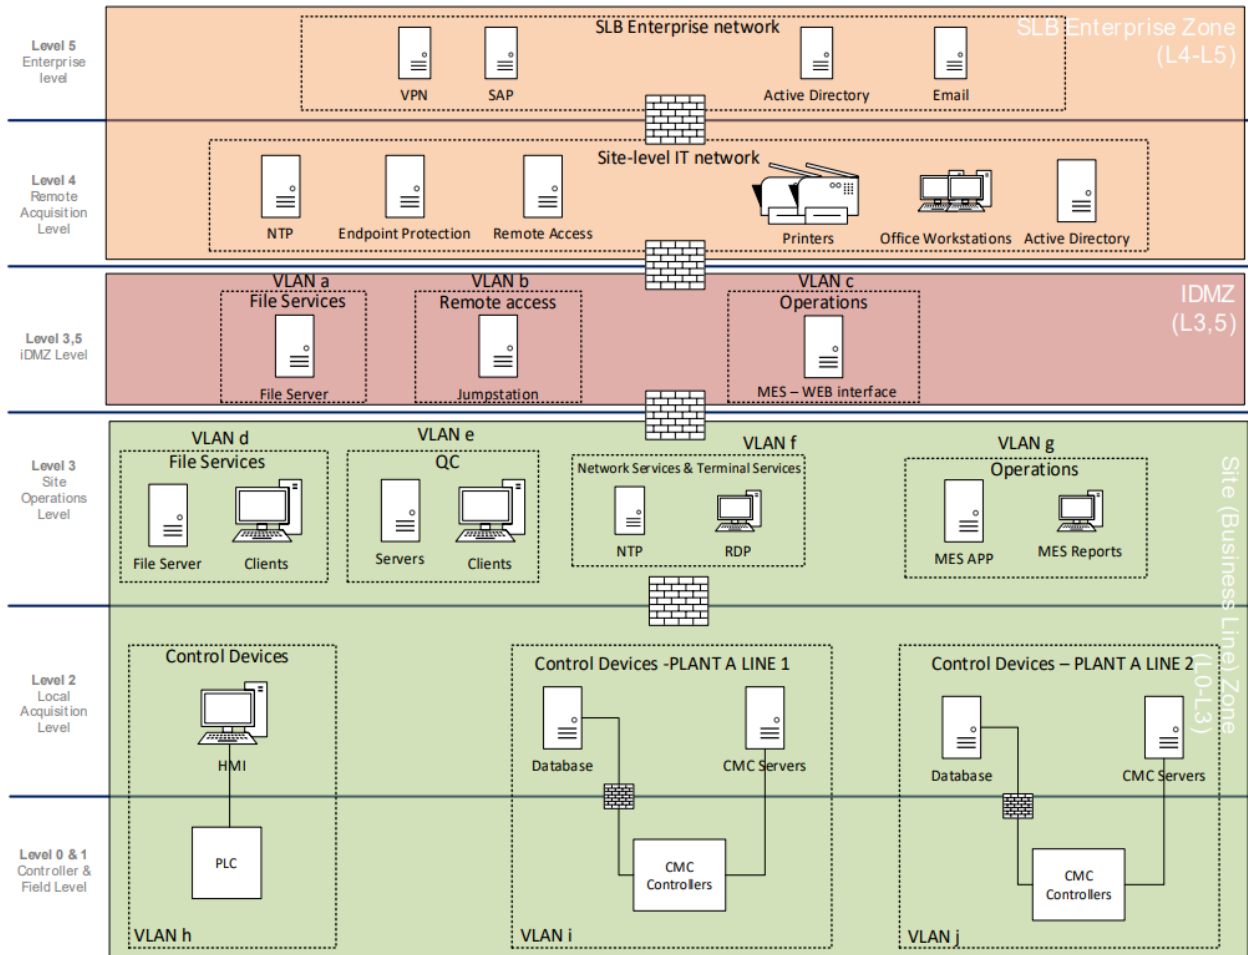 Level 5
Enterprise
level
SLB Enterprise network
SLB Enterprise Zone
(L4-L5)
VPN
SAP
Active Directory
Email
Level 4
Remote
Acquisition
Level
Site-level IT network
NTP
Endpoint Protection
Remote Access
Printers
Office Workstations
Active Directory
Level 3,5
iDMZ Level
VLAN a
File Services
File Server
VLAN b
Remote access
Jumpstation
VLAN c
Operations
MES – WEB interface
IDMZ
(L3,5)
Level 3
Site
Operations
Level
VLAN d
File Services
File Server
Clients
VLAN e
QC
Servers
Clients
VLAN f
Network Services & Terminal Services
NTP
RDP
VLAN g
Operations
MES APP
MES Reports
Site (Business Line) Zone
(L0-L3)
Level 2
Local
Acquisition
Level
Control Devices
HMI
Control Devices -PLANT A LINE 1
Database
CMC Servers
Control Devices – PLANT A LINE 2
Database
CMC Servers
Level 0 & 1
Controller &
Field Level
PLC
VLAN h
CMC
Controllers
VLAN i
CMC
Controllers
VLAN j